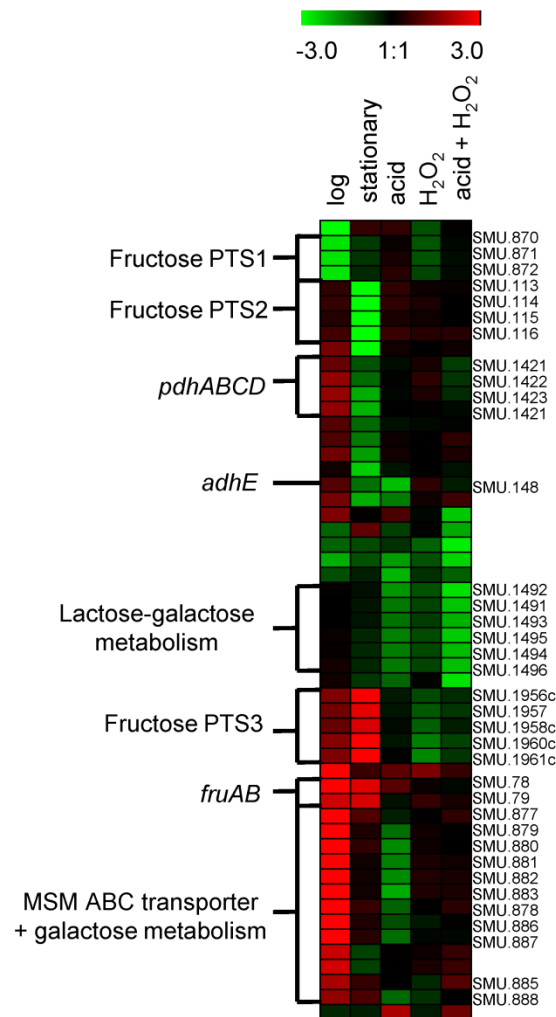 -3.0 1:1 3.0
log
stationary
acid
H2O2
acid + H2O2
Fructose PTS1
SMU.870
SMU.871
SMU.872
Fructose PTS2
SMU.113
SMU.114
SMU.115
SMU.116
pdhABCD
SMU.1421
SMU.1422
SMU.1423
SMU.1421
adhE
SMU.148
Lactose-galactose
metabolism
SMU.1492
SMU.1491
SMU.1493
SMU.1495
SMU.1494
SMU.1496
Fructose PTS3
SMU.1956c
SMU.1957
SMU.1958c
SMU.1960c
SMU.1961c
fruAB
SMU.78
SMU.79
MSM ABC transporter
+ galactose metabolism
SMU.877
SMU.879
SMU.880
SMU.881
SMU.882
SMU.883
SMU.878
SMU.886
SMU.887
SMU.885
SMU.888